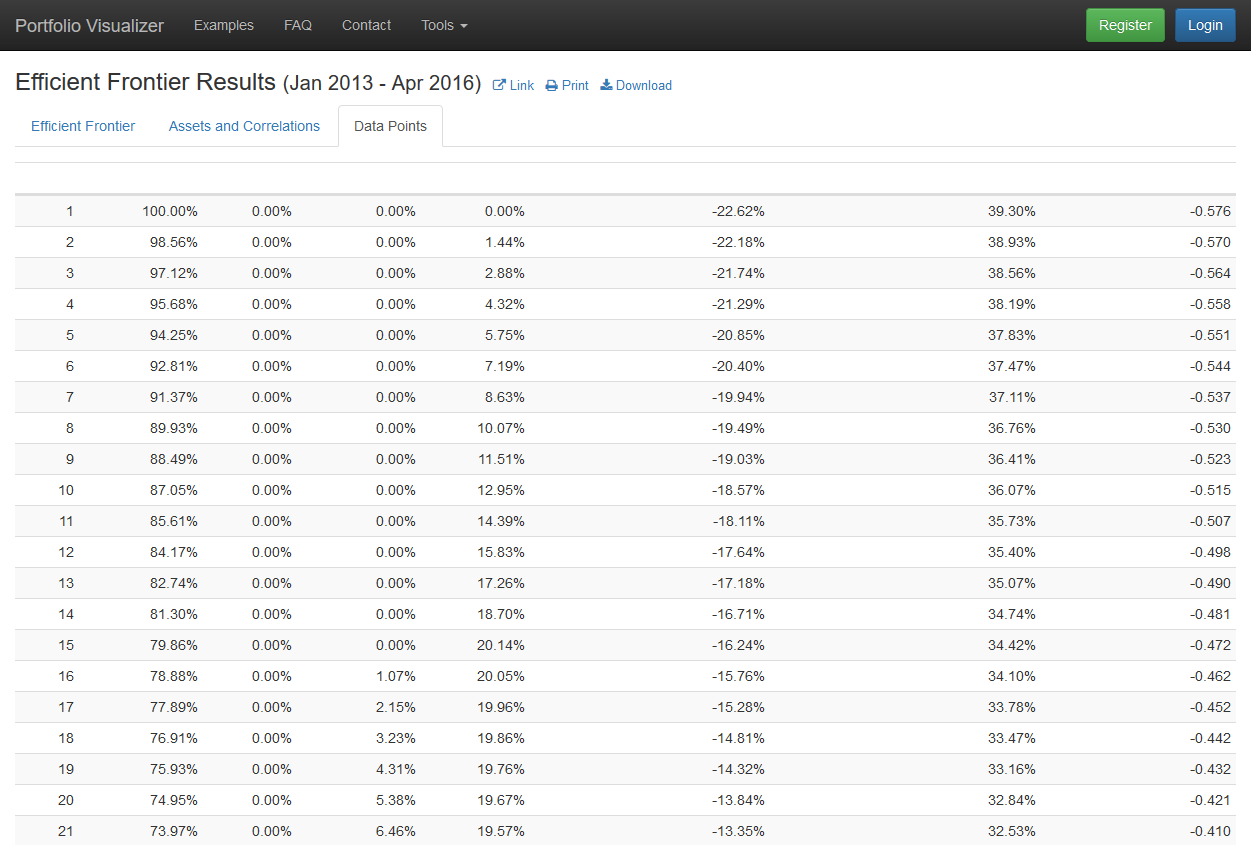 Portfolio Visualizer Examples FAQ Contact Tools Register Login
Efficient Frontier Results (Jan 2013 - Apr 2016) Link Print Download
Efficient Frontier Assets and Correlations Data Points
1 100.00% 0.00% 0.00% 0.00% -22.62% 39.30% -0.576
2 98.56% 0.00% 0.00% 1.44% -22.18% 38.93% -0.570
3 97.12% 0.00% 0.00% 2.88% -21.74% 38.56% -0.564
4 95.68% 0.00% 0.00% 4.32% -21.29% 38.19% -0.558
5 94.25% 0.00% 0.00% 5.75% -20.85% 37.83% -0.551
6 92.81% 0.00% 0.00% 7.19% -20.40% 37.47% -0.544
7 91.37% 0.00% 0.00% 8.63% -19.94% 37.11% -0.537
8 89.93% 0.00% 0.00% 10.07% -19.49% 36.76% -0.530
9 88.49% 0.00% 0.00% 11.51% -19.03% 36.41% -0.523
10 87.05% 0.00% 0.00% 12.95% -18.57% 36.07% -0.515
11 85.61% 0.00% 0.00% 14.39% -18.11% 35.73% -0.507
12 84.17% 0.00% 0.00% 15.83% -17.64% 35.40% -0.498
13 82.74% 0.00% 0.00% 17.26% -17.18% 35.07% -0.490
14 81.30% 0.00% 0.00% 18.70% -16.71% 34.74% -0.481
15 79.86% 0.00% 0.00% 20.14% -16.24% 34.42% -0.472
16 78.88% 0.00% 1.07% 20.05% -15.76% 34.10% -0.462
17 77.89% 0.00% 2.15% 19.96% -15.28% 33.78% -0.452
18 76.91% 0.00% 3.23% 19.86% -14.81% 33.47% -0.442
19 75.93% 0.00% 4.31% 19.76% -14.32% 33.16% -0.432
20 74.95% 0.00% 5.38% 19.67% -13.84% 32.84% -0.421
21 73.97% 0.00% 6.46% 19.57% -13.35% 32.53% -0.410